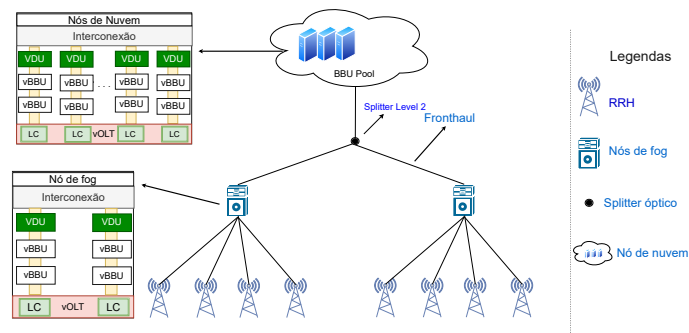 Nós de Nuvem
Interconexão
VDU VDU VDU VDU
vBBU vBBU ... vBBU vBBU
vBBU vBBU vBBU vBBU
LC LC vOLT LC LC
BBU Pool
Splitter Level 2
Fronthaul
Nó de fog
Interconexão
VDU VDU
vBBU vBBU
vBBU vBBU
LC vOLT LC
Legendas
RRH
Nós de fog
Splitter óptico
Nó de nuvem